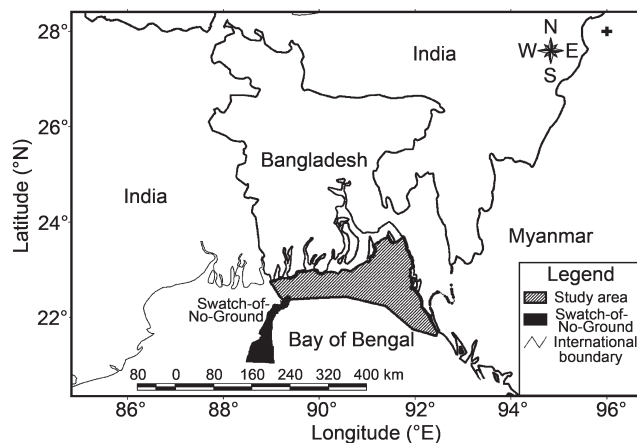 28°
26°
24°
22°
Latitude (°N)
India
N
W E
S
Bangladesh
India
Myanmar
Swatch-of-
No-Ground
Bay of Bengal
Legend
Study area
Swatch-of-
No-Ground
International
boundary
80 0 80 160 240 320 400 km
86° 88° 90° 92° 94° 96°
Longitude (°E)